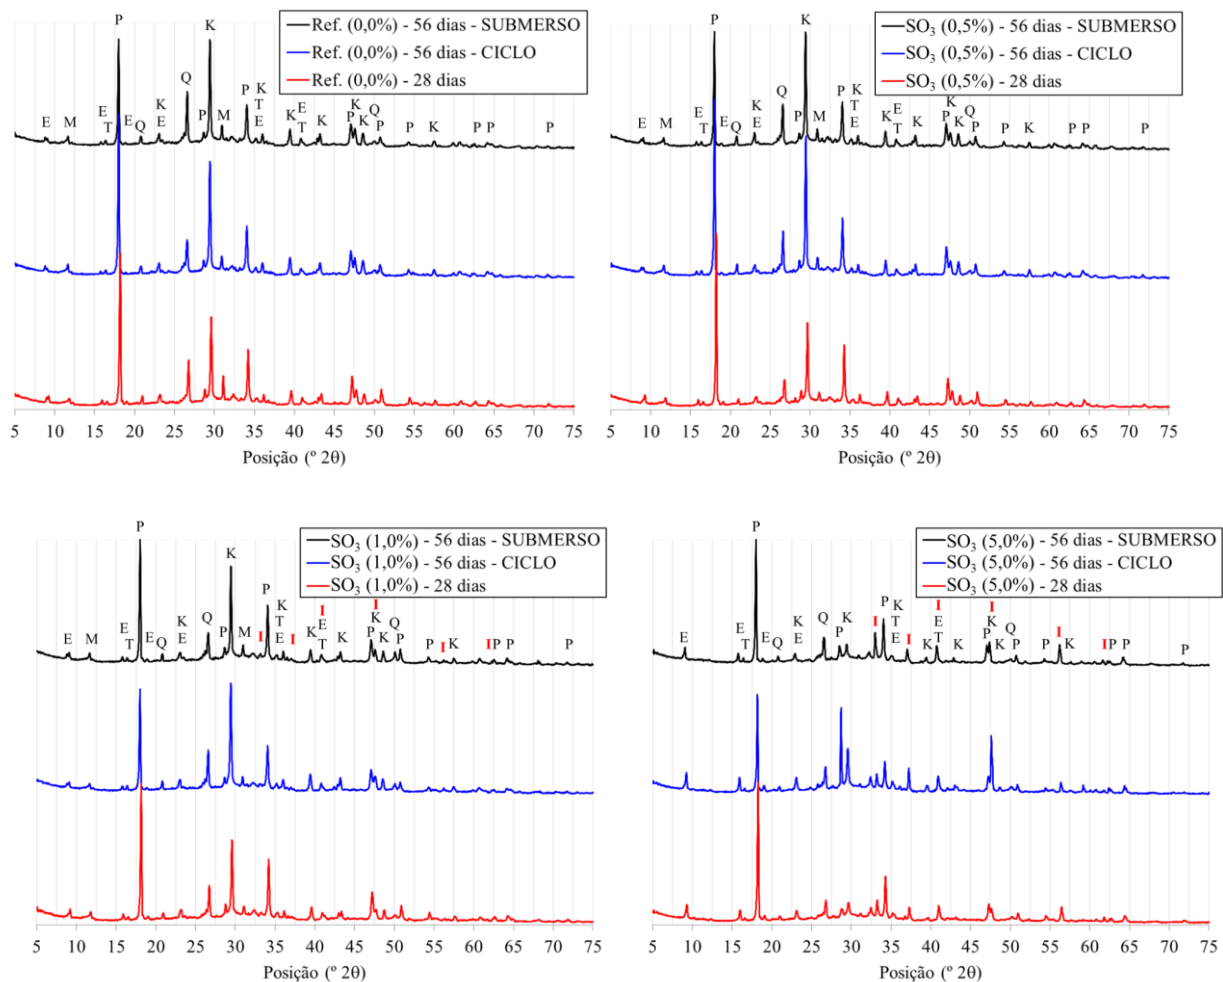 Ref. (0,0%) - 56 dias - SUBMERSO
Ref. (0,0%) - 56 dias - CICLO
Ref. (0,0%) - 28 dias
P
K
Q
P
K
T
E
E
M
E
T
E
Q
K
E
P
M
K
E
T
K
P
K
K
Q
P
P
K
P
P
P
5 10 15 20 25 30 35 40 45 50 55 60 65 70 75
Posição (º 2θ)
SO₃ (0,5%) - 56 dias - SUBMERSO
SO₃ (0,5%) - 56 dias - CICLO
SO₃ (0,5%) - 28 dias
P
K
Q
P
K
T
E
E
M
E
T
E
Q
K
E
P
M
K
E
T
K
P
K
K
Q
P
P
K
P
P
P
5 10 15 20 25 30 35 40 45 50 55 60 65 70 75
Posição (º 2θ)
SO₃ (1,0%) - 56 dias - SUBMERSO
SO₃ (1,0%) - 56 dias - CICLO
SO₃ (1,0%) - 28 dias
P
K
P
Q
E
M
E
T
E
Q
K
E
P
M
I
K
T
E
I
K
I
E
T
K
P
I
K
K
Q
P
P
I
K
I
P
P
P
5 10 15 20 25 30 35 40 45 50 55 60 65 70 75
Posição (º 2θ)
SO₃ (5,0%) - 56 dias - SUBMERSO
SO₃ (5,0%) - 56 dias - CICLO
SO₃ (5,0%) - 28 dias
P
E
E
T
E
Q
K
E
Q
P
K
I
P
K
T
E
I
K
I
E
T
K
P
I
K
K
Q
P
P
I
K
I
P
P
P
5 10 15 20 25 30 35 40 45 50 55 60 65 70 75
Posição (º 2θ)